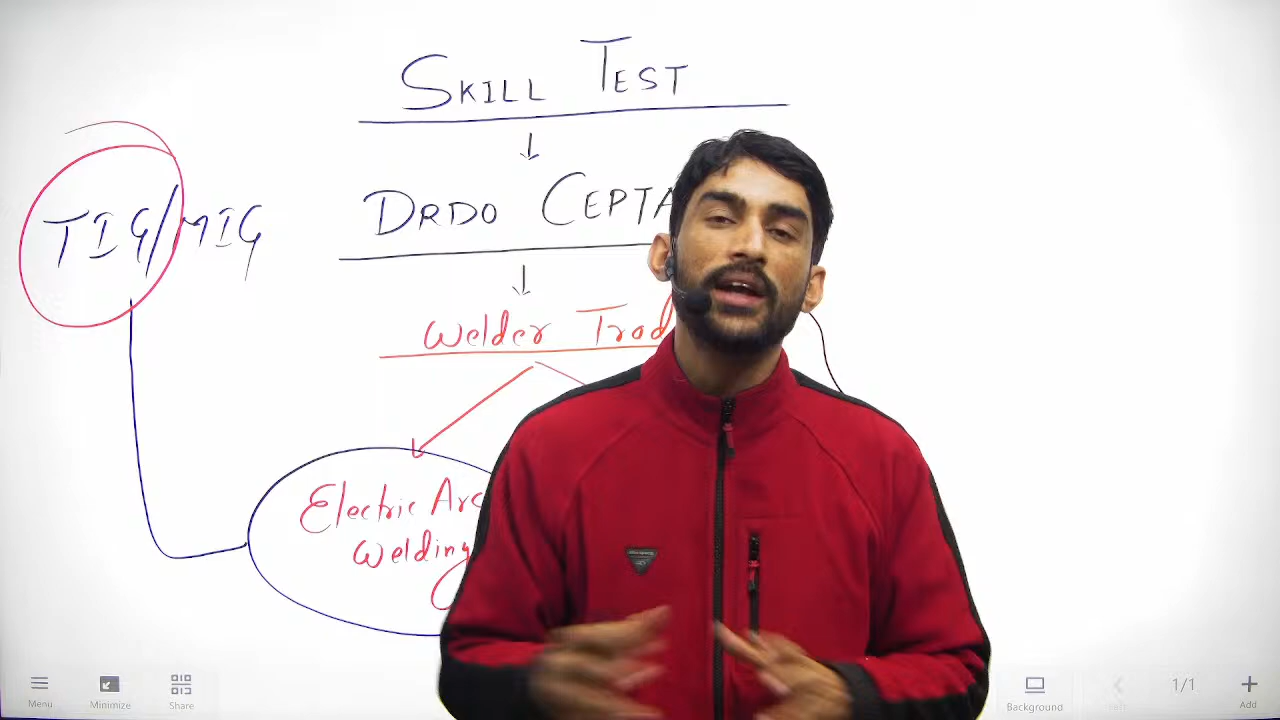 SKILL TEST
DRDO CEPTA
TIG/MIG
Welder Trad
Electric Arc
Welding
Menu
Minimize
Share
Background
1/1
Add